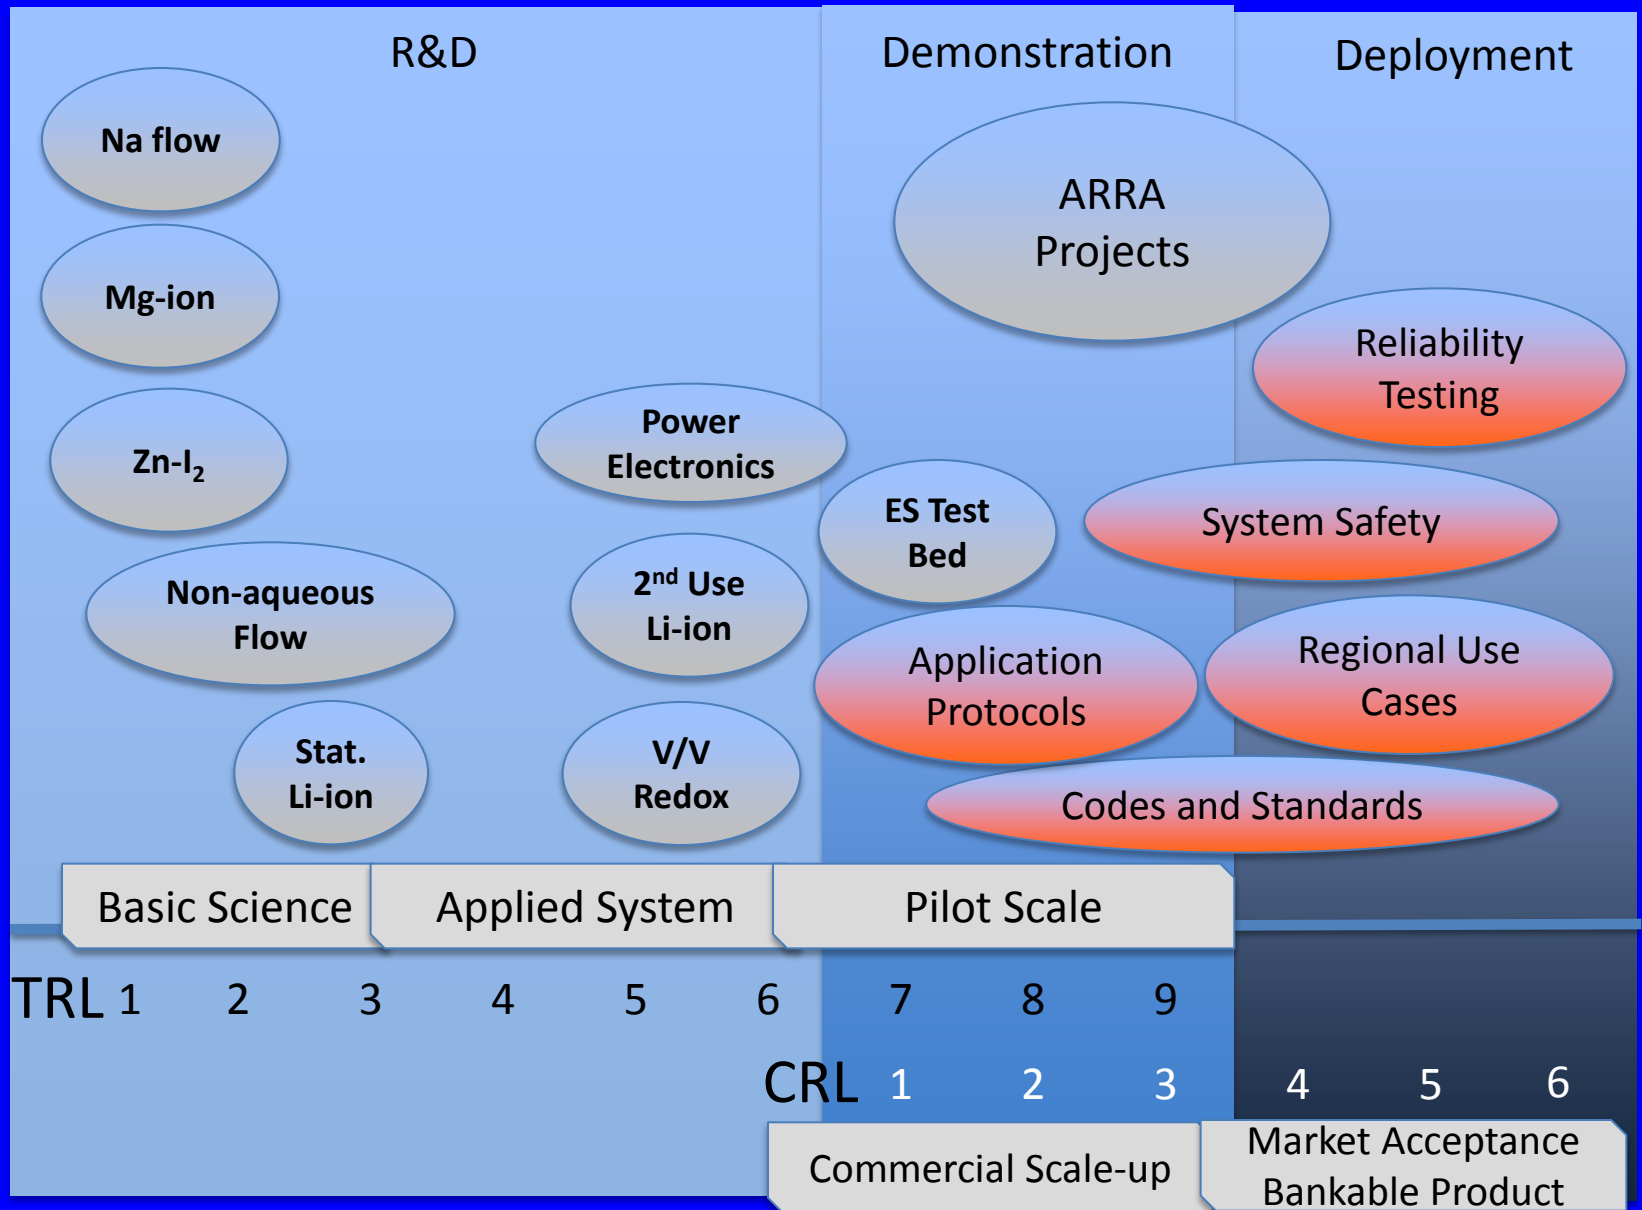 R&D
Demonstration
Deployment
Na flow
Mg-ion
Zn-I₂
Non-aqueous
Flow
Stat.
Li-ion
Power
Electronics
2ⁿᵈ Use
Li-ion
V/V
Redox
ARRA
Projects
ES Test
Bed
Application
Protocols
Reliability
Testing
System Safety
Regional Use
Cases
Codes and Standards
Basic Science
Applied System
Pilot Scale
TRL 1 2 3 4 5 6 7 8 9
CRL 1 2 3 4 5 6
Commercial Scale-up
Market Acceptance
Bankable Product